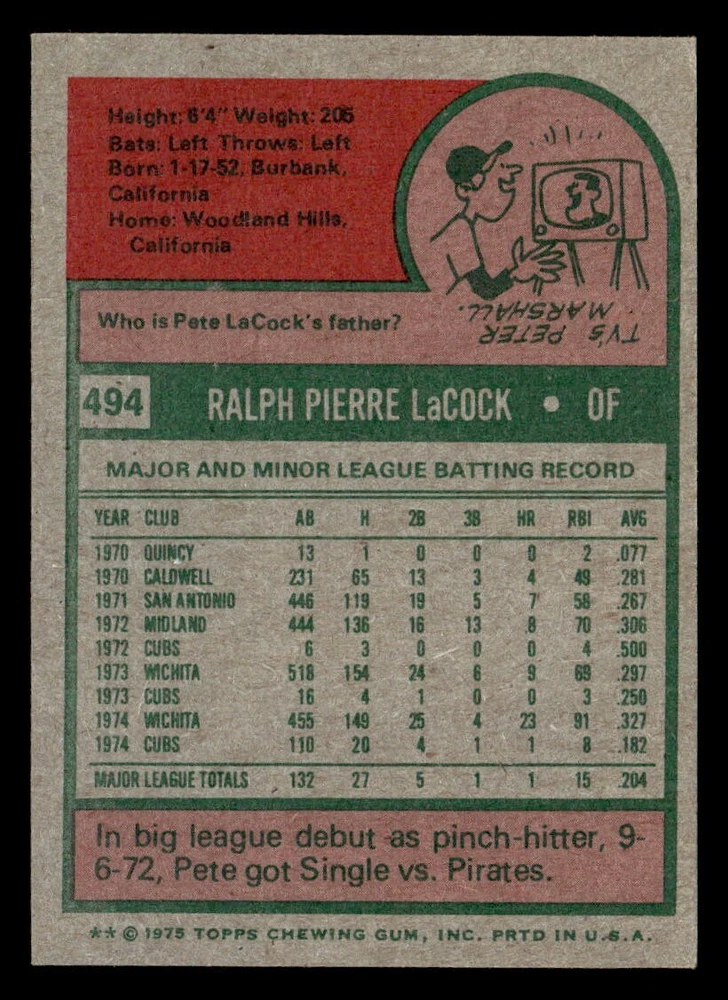 Height: 6'4" Weight: 205
Bats: Left Throws: Left
Born: 1-17-52, Burbank,
California
Home: Woodland Hills,
California
Who is Pete LaCock's father?
TV'S PETER
MARSHALL.
494 RALPH PIERRE LaCOCK • OF
MAJOR AND MINOR LEAGUE BATTING RECORD
YEAR CLUB AB H 2B 3B HR RBI AVG
1970 QUINCY 13 1 0 0 0 2 .077
1970 CALDWELL 231 65 13 3 4 49 .281
1971 SAN ANTONIO 446 119 19 5 7 58 .267
1972 MIDLAND 444 136 16 13 8 70 .306
1972 CUBS 6 3 0 0 0 4 .500
1973 WICHITA 518 154 24 6 9 69 .297
1973 CUBS 16 4 1 0 0 3 .250
1974 WICHITA 455 149 25 4 23 91 .327
1974 CUBS 110 20 4 1 1 8 .182
MAJOR LEAGUE TOTALS 132 27 5 1 1 15 .204
In big league debut as pinch-hitter, 9-
6-72, Pete got Single vs. Pirates.
** © 1975 TOPPS CHEWING GUM, INC. PRTD IN U.S.A.